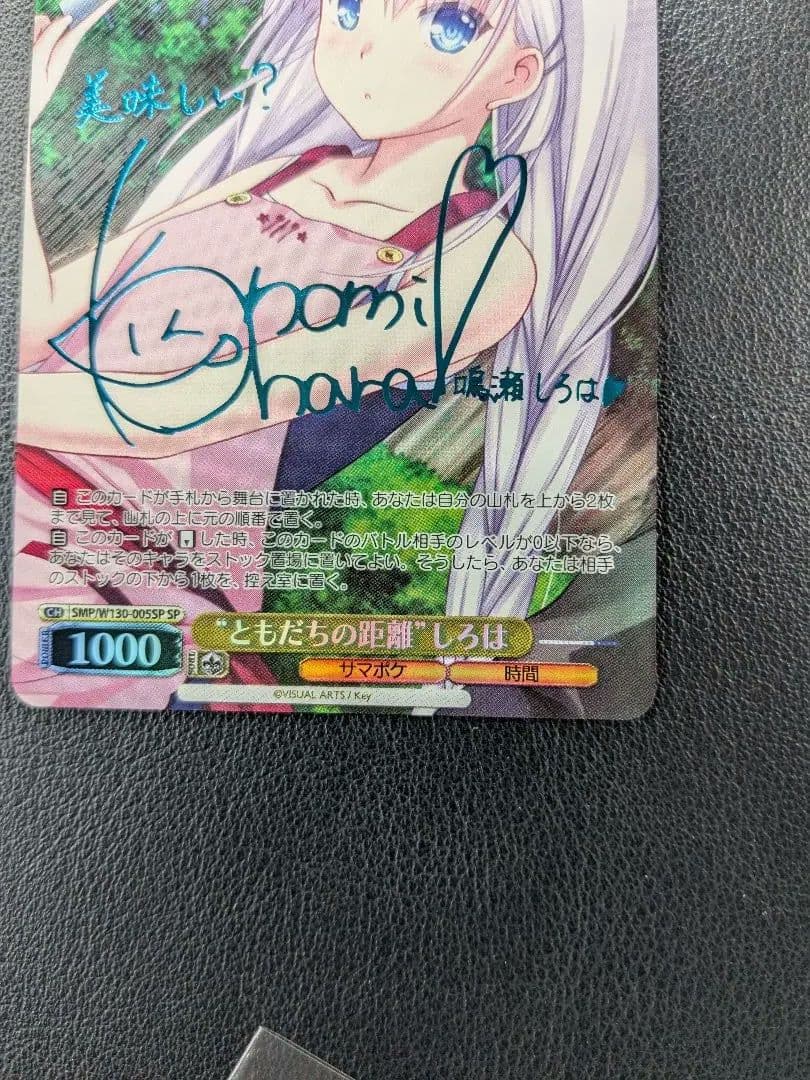 美味しい?
Konomi
Kohara
鳴瀬しろは
自 このカードが手札から舞台に置かれた時、あなたは自分の山札を上から2枚
まで見て、山札の上に元の順番で置く。
自 このカードが した時、このカードのバトル相手のレベルが0以下なら、
あなたはそのキャラをストック置場に置いてよい。そうしたら、あなたは相手
のストックの下から1枚を、控え室に置く。
CH SMP/W130-005SP SP
1000
"ともだちの距離"しろは
SOUL
サマポケ
時間
©VISUAL ARTS / Key